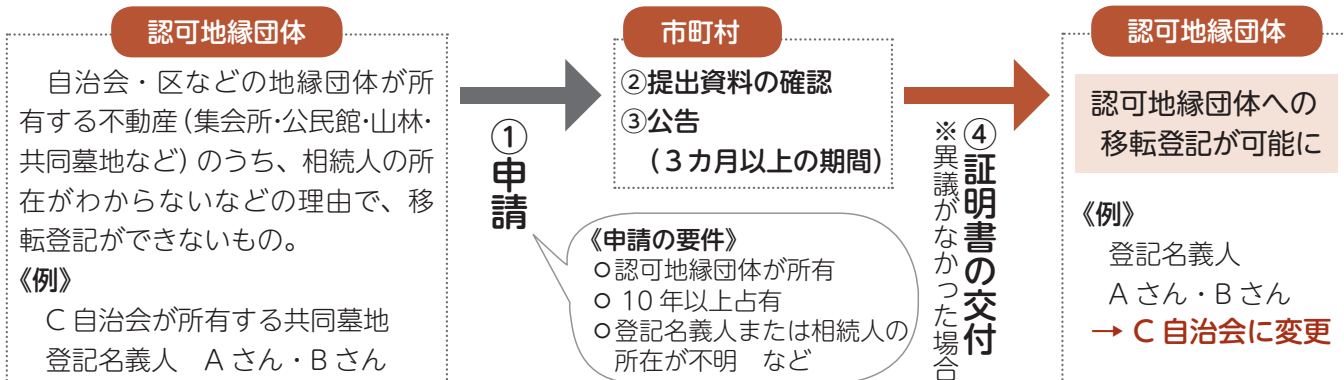 認可地縁団体
　自治会・区などの地縁団体が所
有する不動産（集会所･公民館･山林･
共同墓地など）のうち、相続人の所
在がわからないなどの理由で、移
転登記ができないもの。
《例》
C 自治会が所有する共同墓地
登記名義人　A さん・B さん
①申請
市町村
②提出資料の確認
③公告
（３カ月以上の期間）
《申請の要件》
○認可地縁団体が所有
○ 10 年以上占有
○登記名義人または相続人の
所在が不明　など
④証明書の交付
※異議がなかった場合
認可地縁団体
認可地縁団体への
移転登記が可能に
《例》
登記名義人
A さん・B さん
→ C 自治会に変更